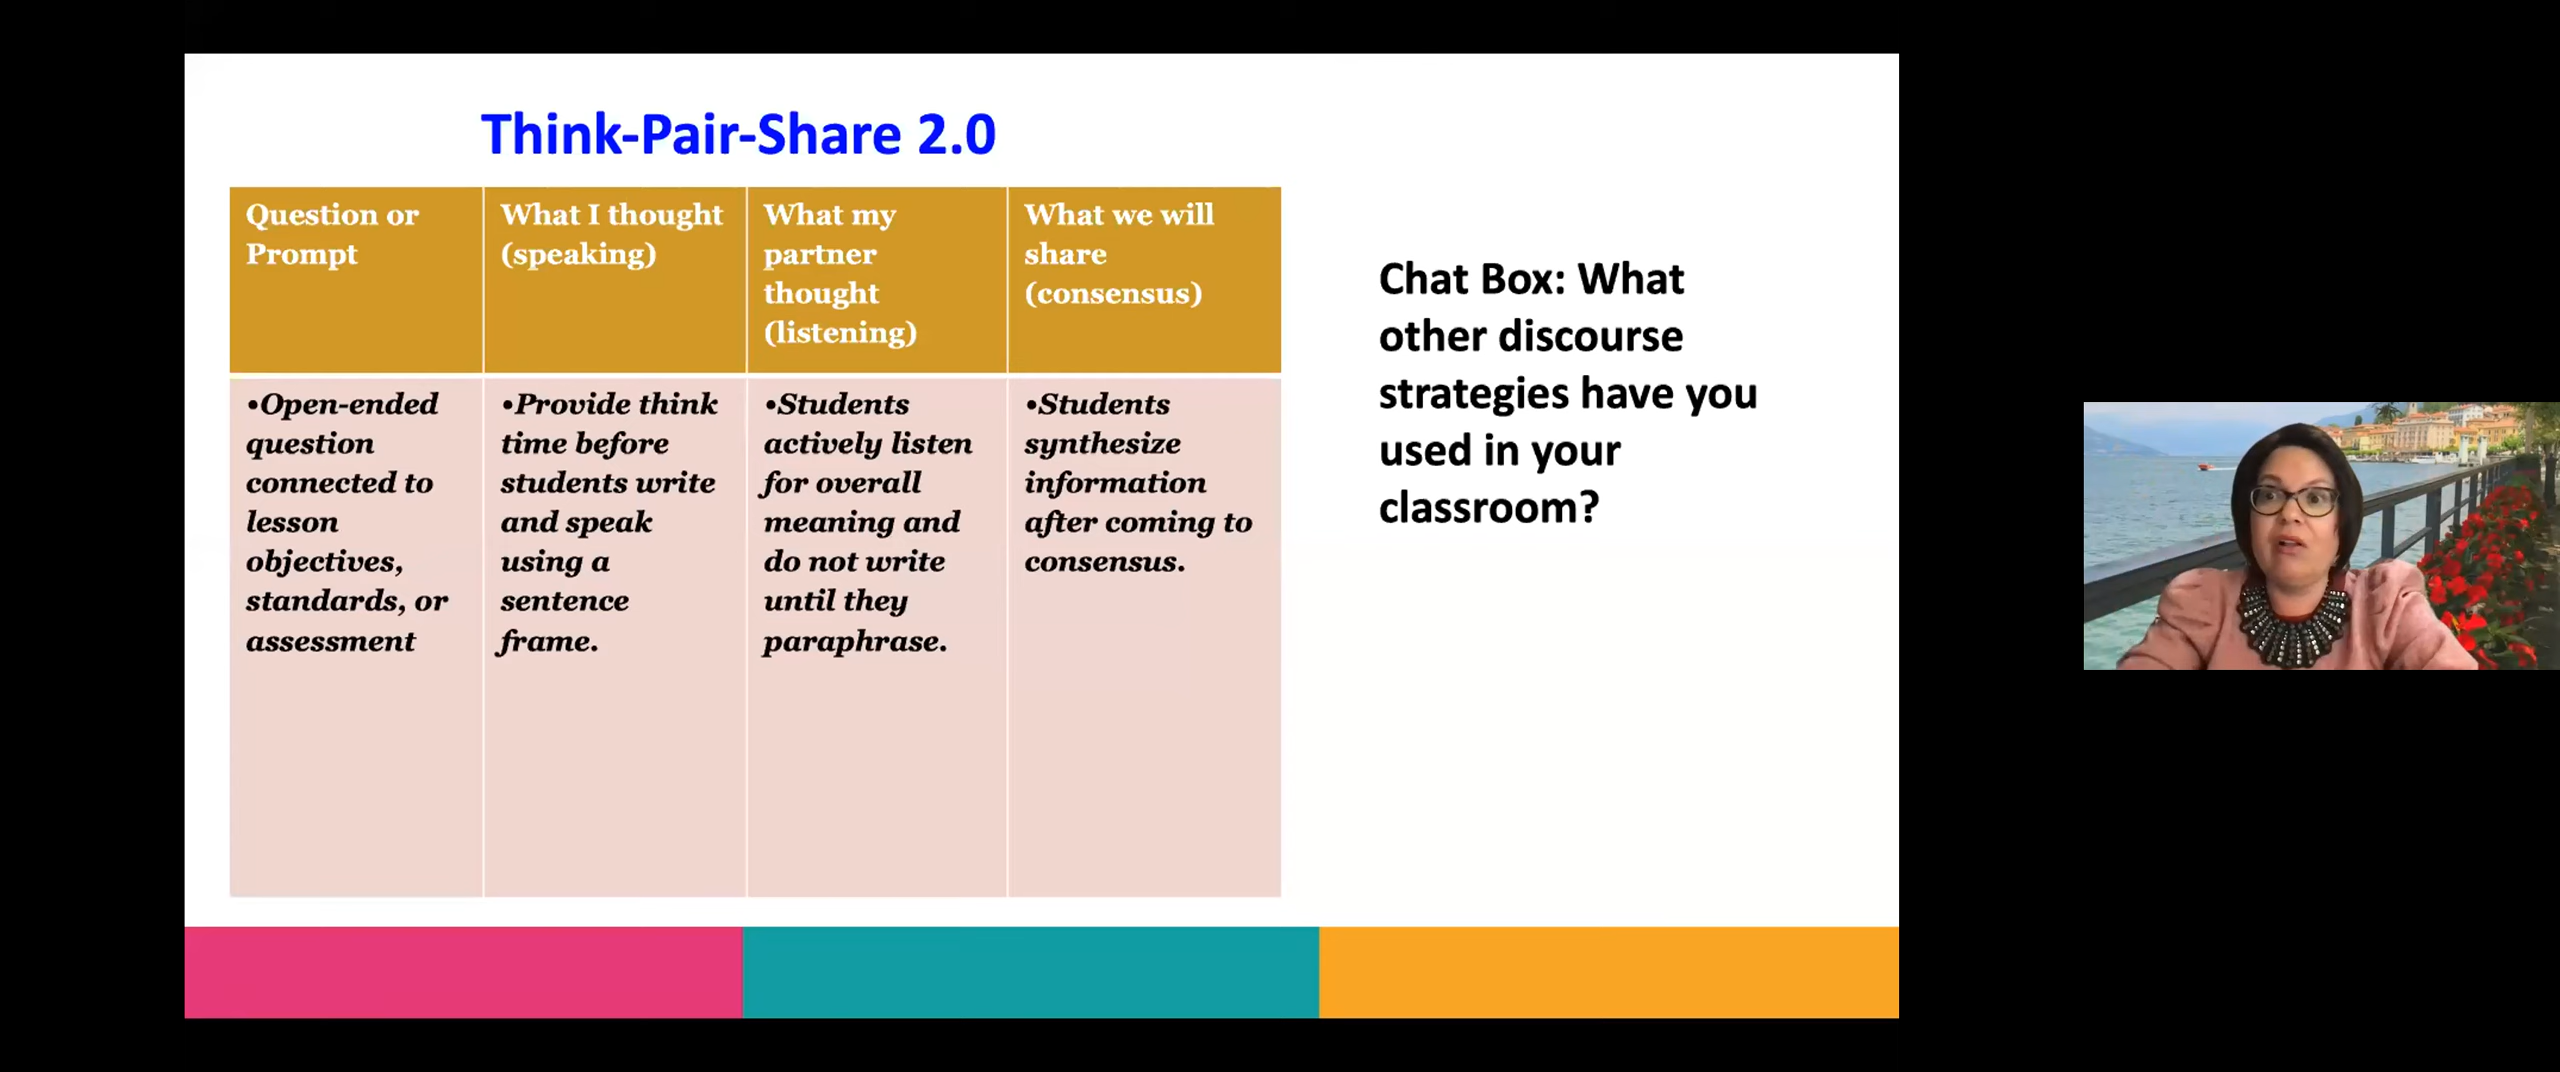 Think-Pair-Share 2.0
Question or
Prompt
What I thought
(speaking)
What my
partner
thought
(listening)
What we will
share
(consensus)
•Open-ended
question
connected to
lesson
objectives,
standards, or
assessment
•Provide think
time before
students write
and speak
using a
sentence
frame.
•Students
actively listen
for overall
meaning and
do not write
until they
paraphrase.
•Students
synthesize
information
after coming to
consensus.
Chat Box: What
other discourse
strategies have you
used in your
classroom?